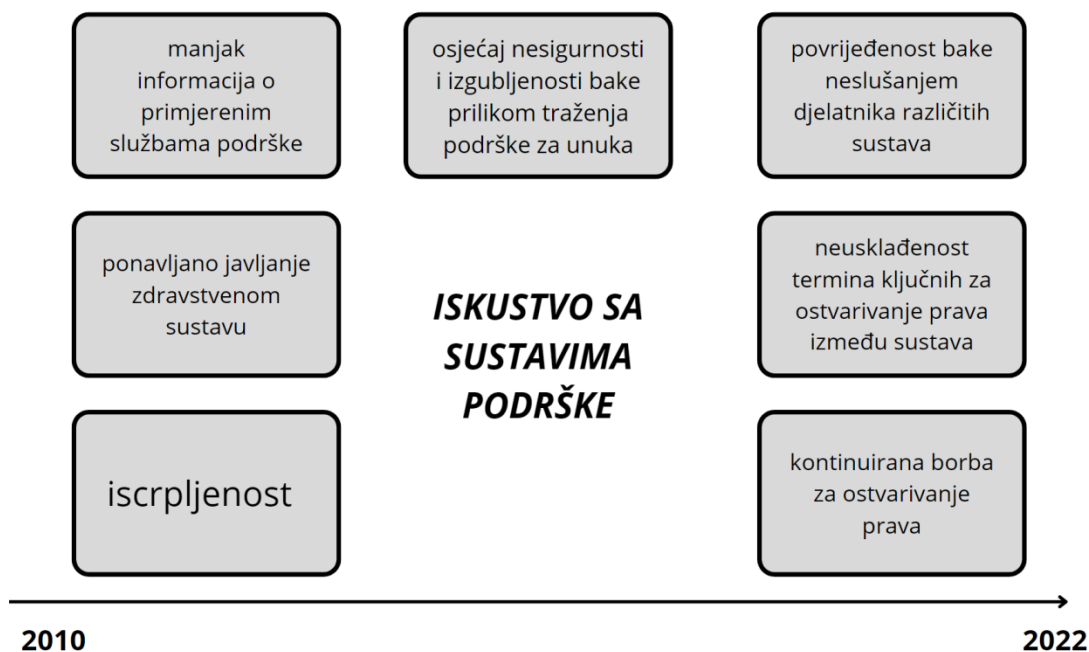 manjak
informacija o
primjerenim
službama podrške
osjećaj nesigurnosti
i izgubljenosti bake
prilikom traženja
podrške za unuka
povrijeđenost bake
neslušanjem
djelatnika različitih
sustava
ponavljano javljanje
zdravstvenom
sustavu
ISKUSTVO SA
SUSTAVIMA
PODRŠKE
neusklađenost
termina ključnih za
ostvarivanje prava
između sustava
iscrpljenost
kontinuirana borba
za ostvarivanje
prava
2010
2022